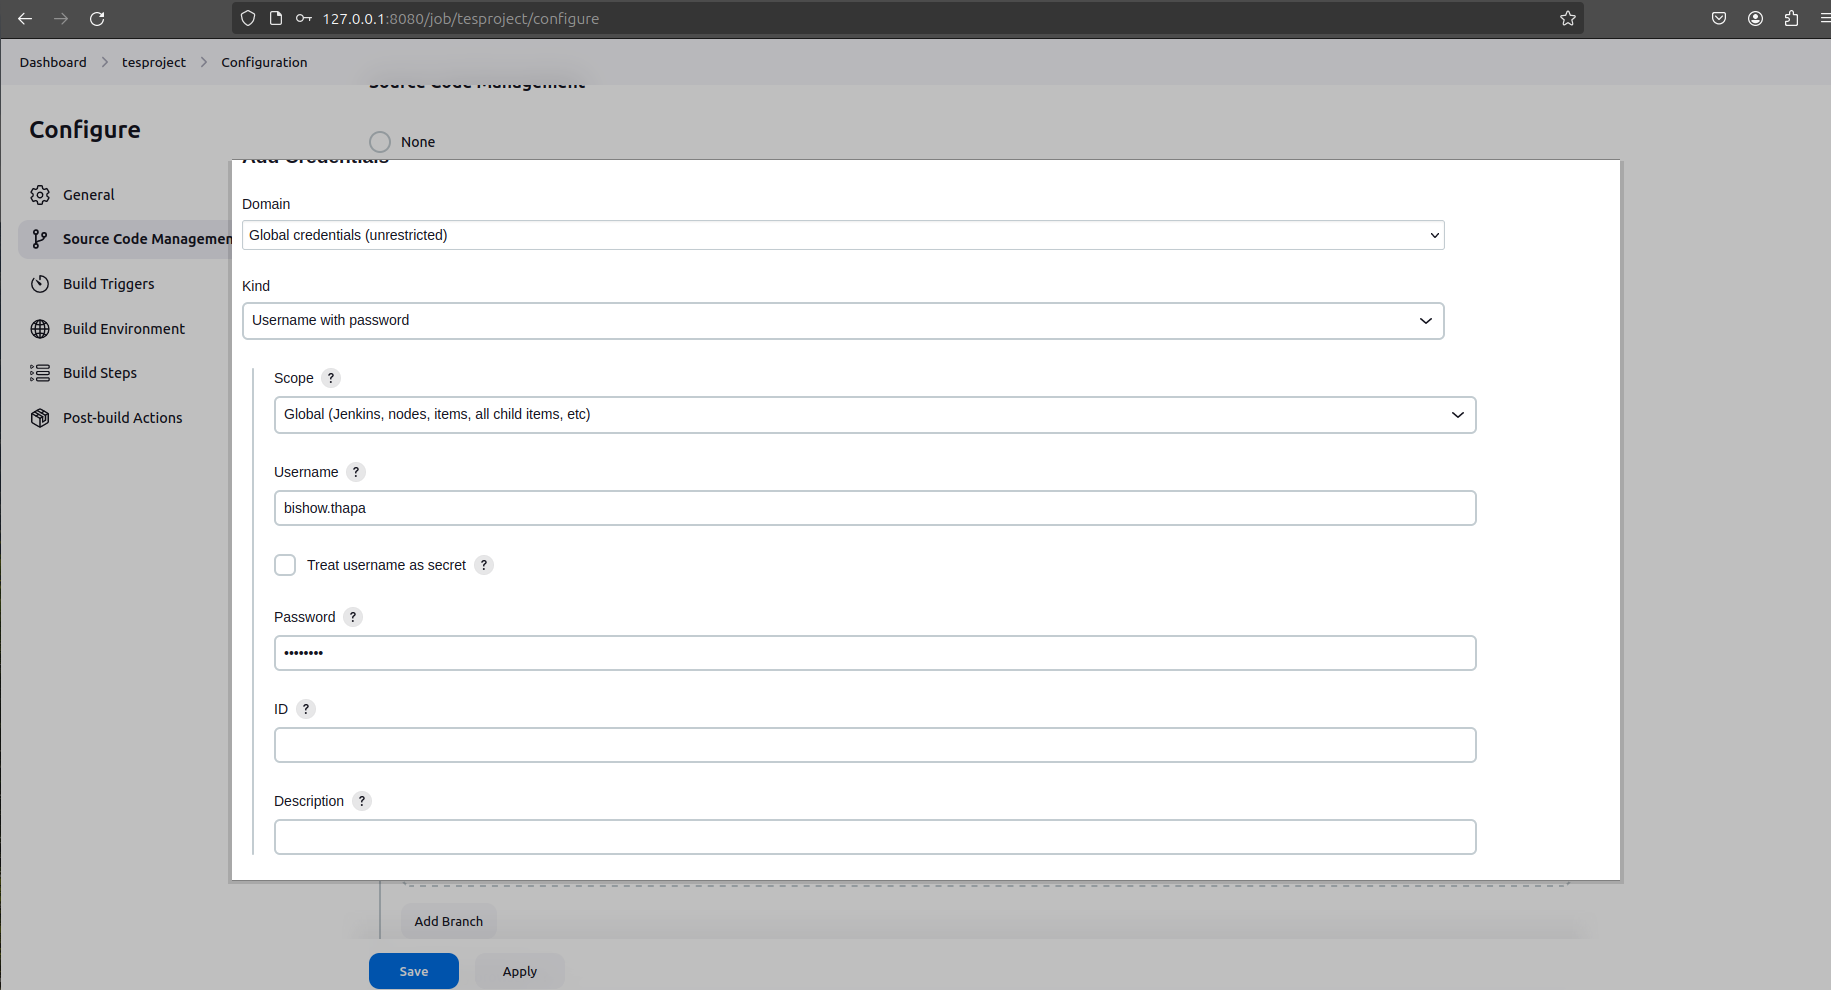 127.0.0.1:8080/job/tesproject/configure
Dashboard > tesproject > Configuration
Source Code Management
Configure
None
Add Credentials
General
Source Code Managemen
Build Triggers
Build Environment
Build Steps
Post-build Actions
Domain
Global credentials (unrestricted)
Kind
Username with password
Scope ?
Global (Jenkins, nodes, items, all child items, etc)
Username ?
bishow.thapa
Treat username as secret ?
Password ?
••••••••
ID ?
Description ?
Add Branch
Save
Apply